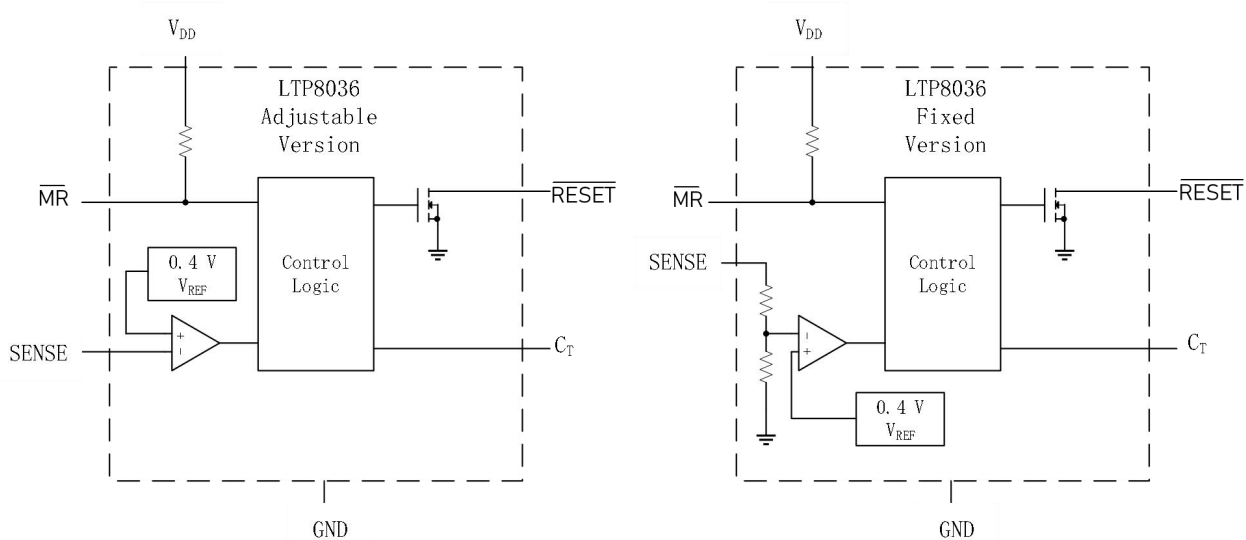 V_DD
LTP8036
Adjustable
Version
MR
RESET
0.4 V
V_REF
Control
Logic
+
-
SENSE
C_T
GND
V_DD
LTP8036
Fixed
Version
MR
RESET
SENSE
Control
Logic
-
+
C_T
0.4 V
V_REF
GND